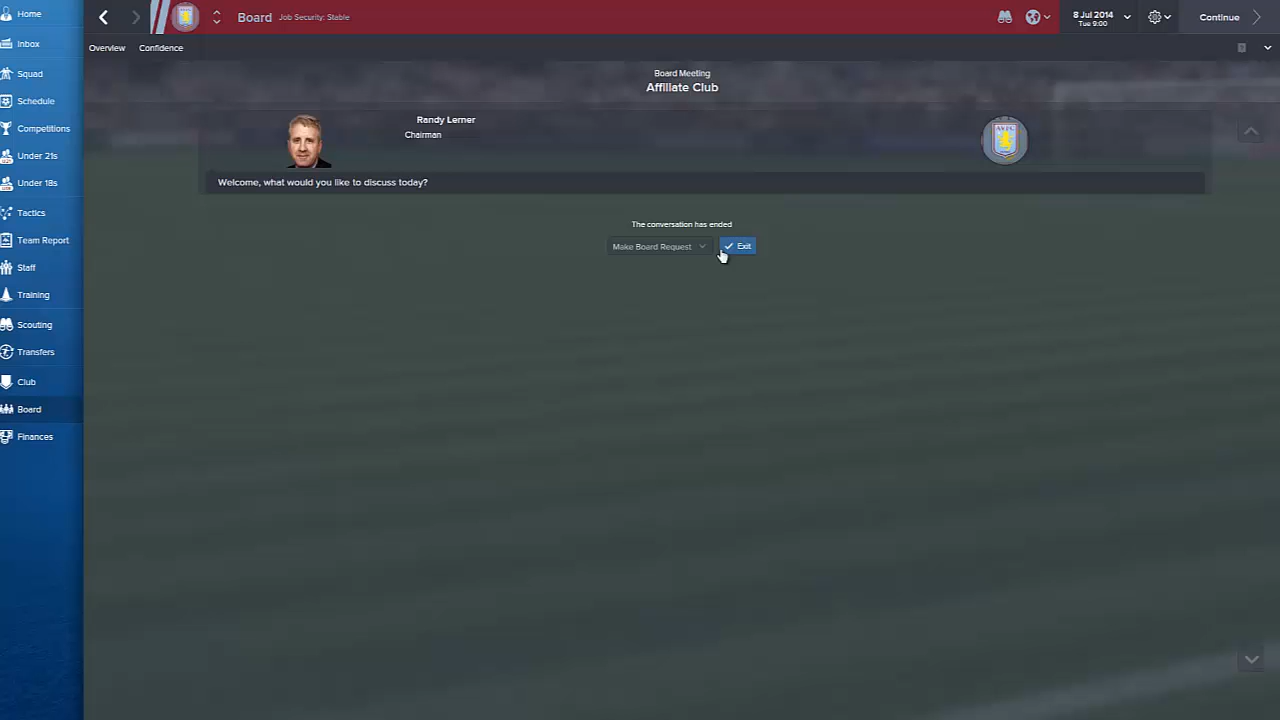 Home
Board
Job Security: Stable
8 Jul 2014
Tue 9:00
Continue
Inbox
Overview
Confidence
Squad
Board Meeting
Affiliate Club
Schedule
Randy Lerner
Chairman
Competitions
Under 21s
Under 18s
Welcome, what would you like to discuss today?
Tactics
The conversation has ended
Team Report
Make Board Request
Exit
Staff
Training
Scouting
Transfers
Club
Board
Finances
AVFC